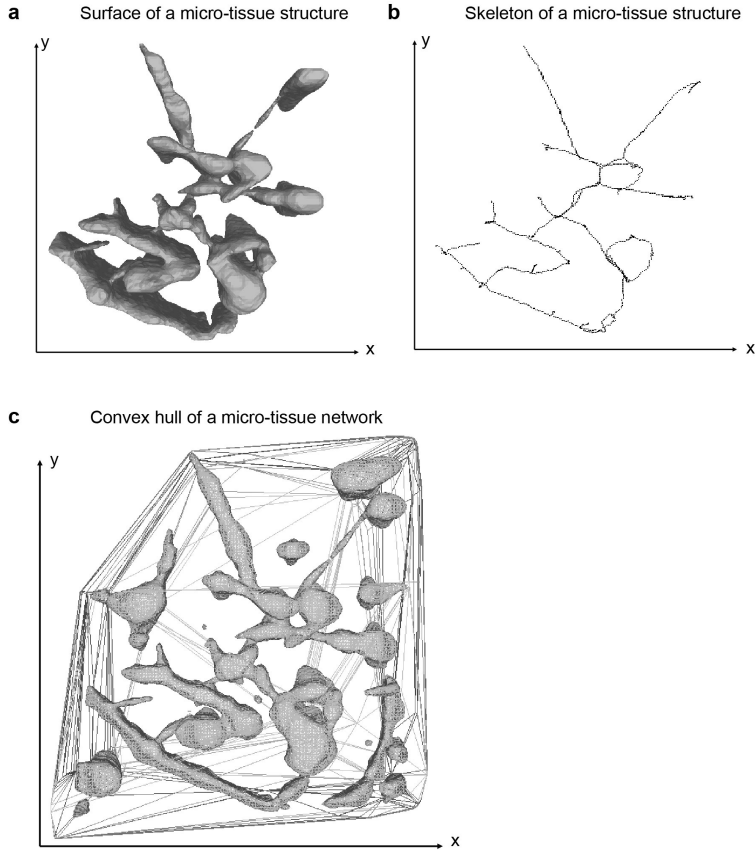 a Surface of a micro-tissue structure
b Skeleton of a micro-tissue structure
y
y
x
x
c Convex hull of a micro-tissue network
y
x